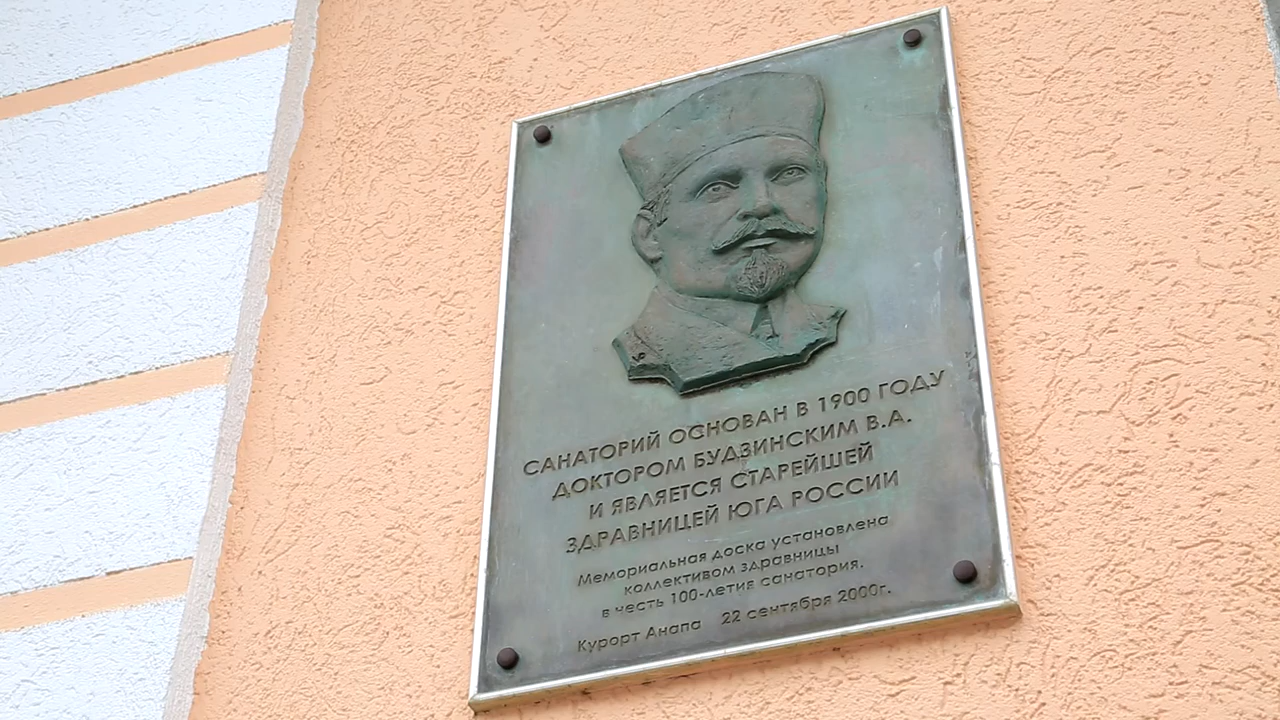 САНАТОРИЙ ОСНОВАН В 1900 ГОДУ
ДОКТОРОМ БУДЗИНСКИМ В.А.
И ЯВЛЯЕТСЯ СТАРЕЙШЕЙ
ЗДРАВНИЦЕЙ ЮГА РОССИИ
Мемориальная доска установлена
коллективом здравницы
в честь 100-летия санатория.
Курорт Анапа 22 сентября 2000г.